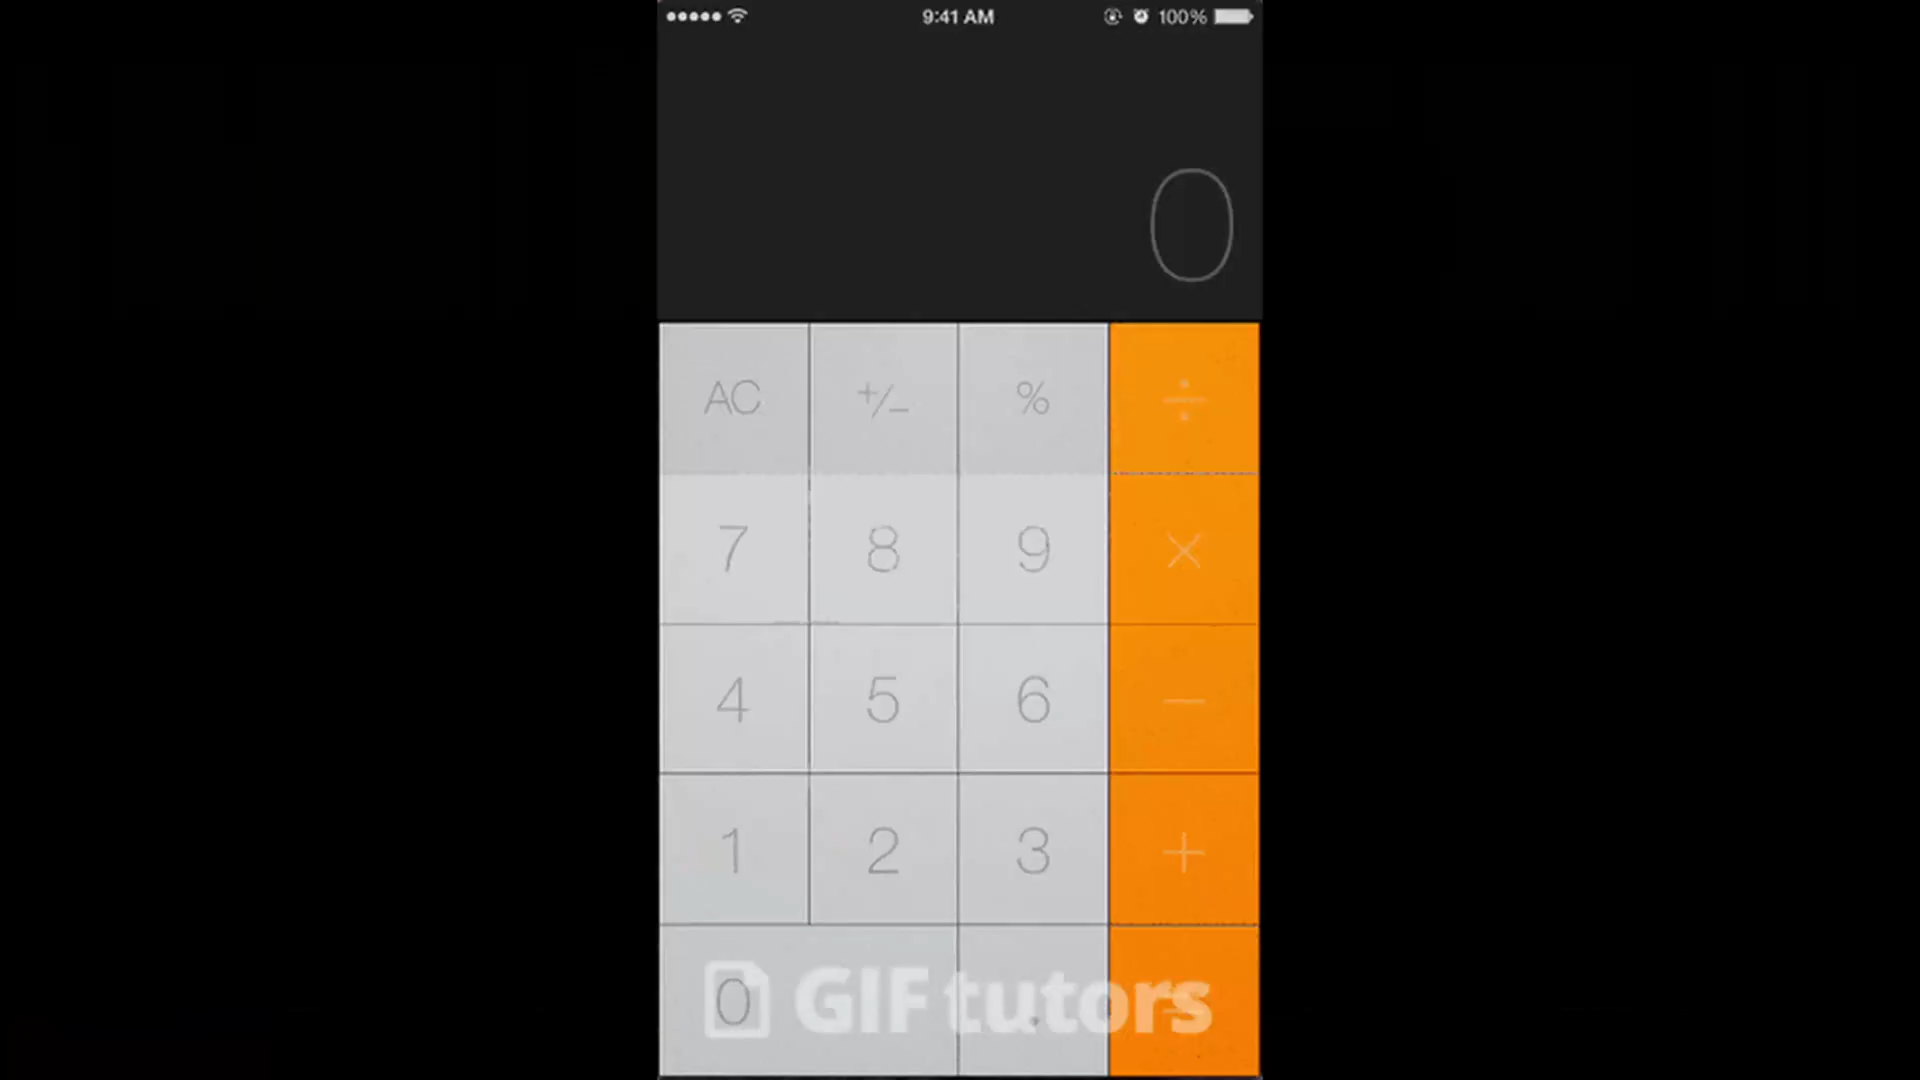 9:41 AM 100%
0
AC +/- % ÷
7 8 9 ×
4 5 6 −
1 2 3 +
0 . =
GIF tutors